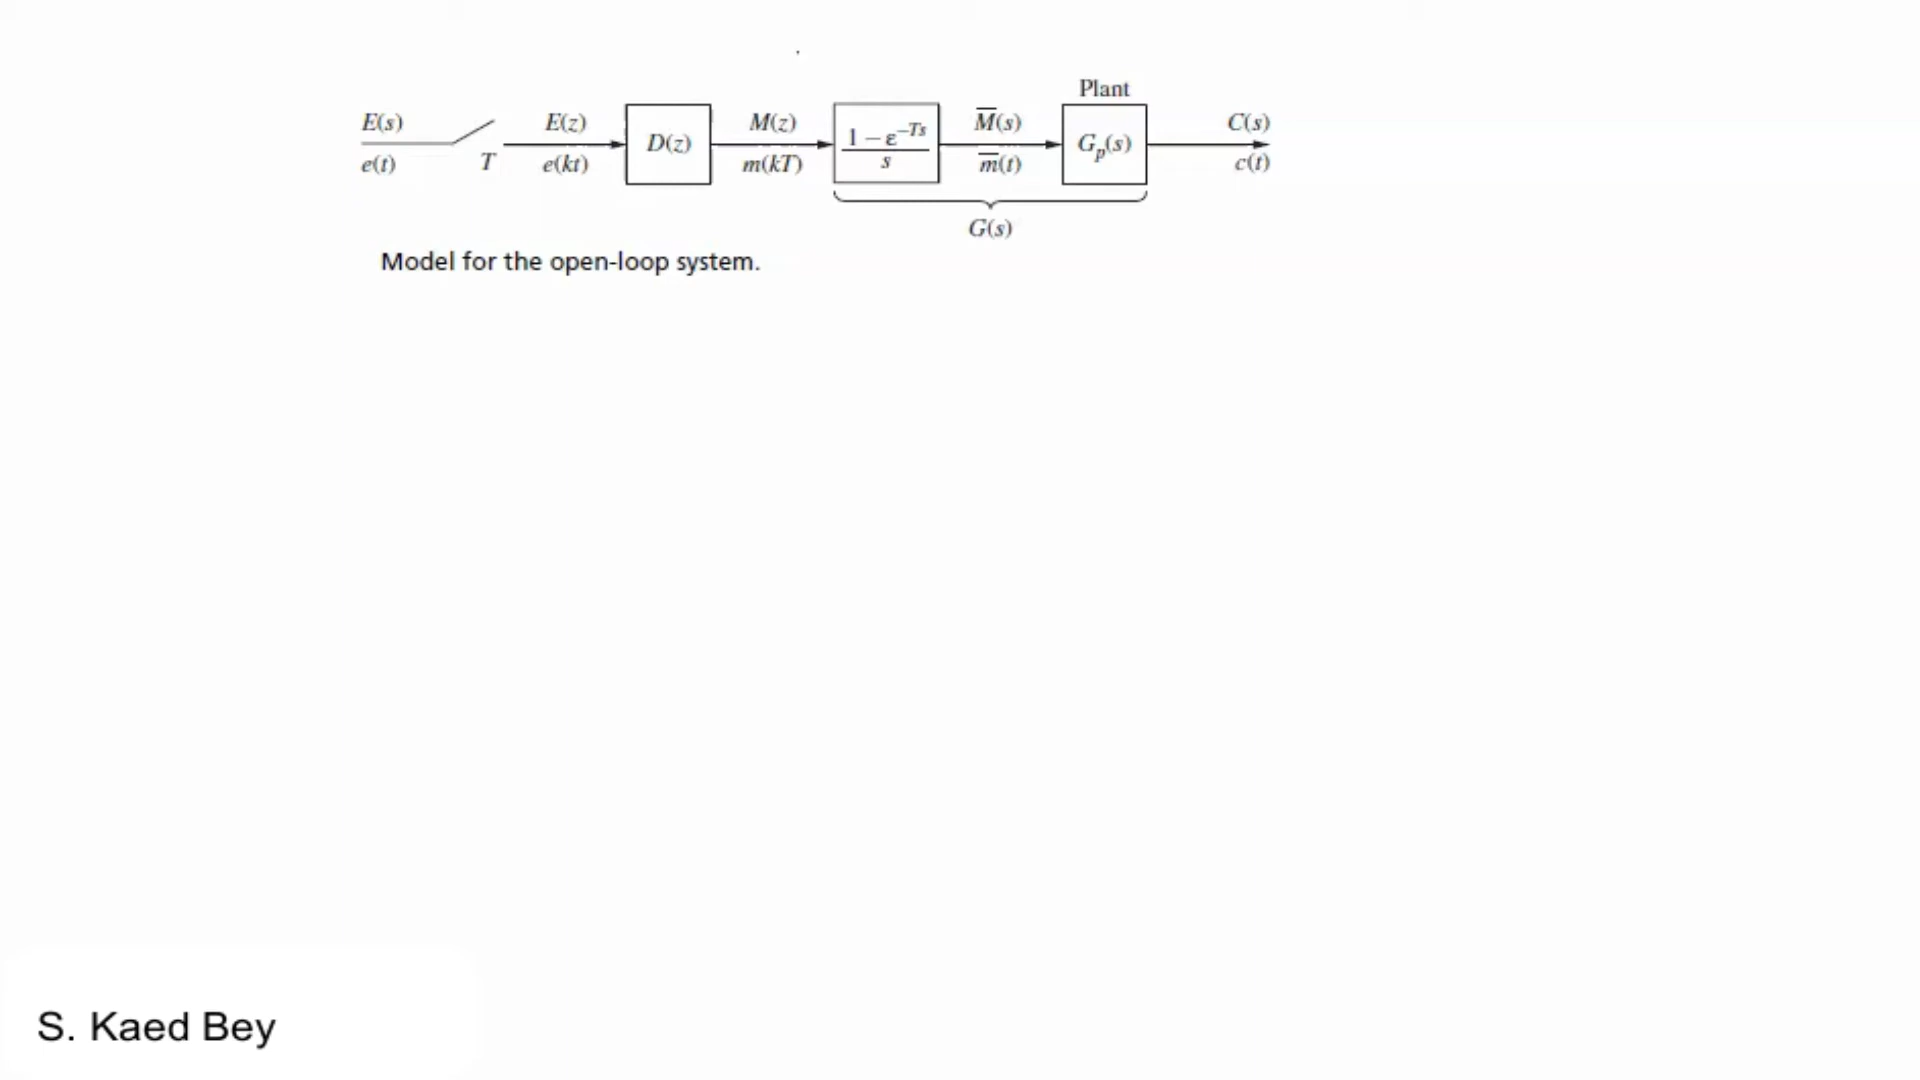 Plant
E(s) E(z) M(z) M̅(s) C(s)
D(z) 1 − ε^−Ts / s G_p(s)
e(t) T e(kt) m(kT) m̅(t) c(t)
G(s)
Model for the open-loop system.
S. Kaed Bey